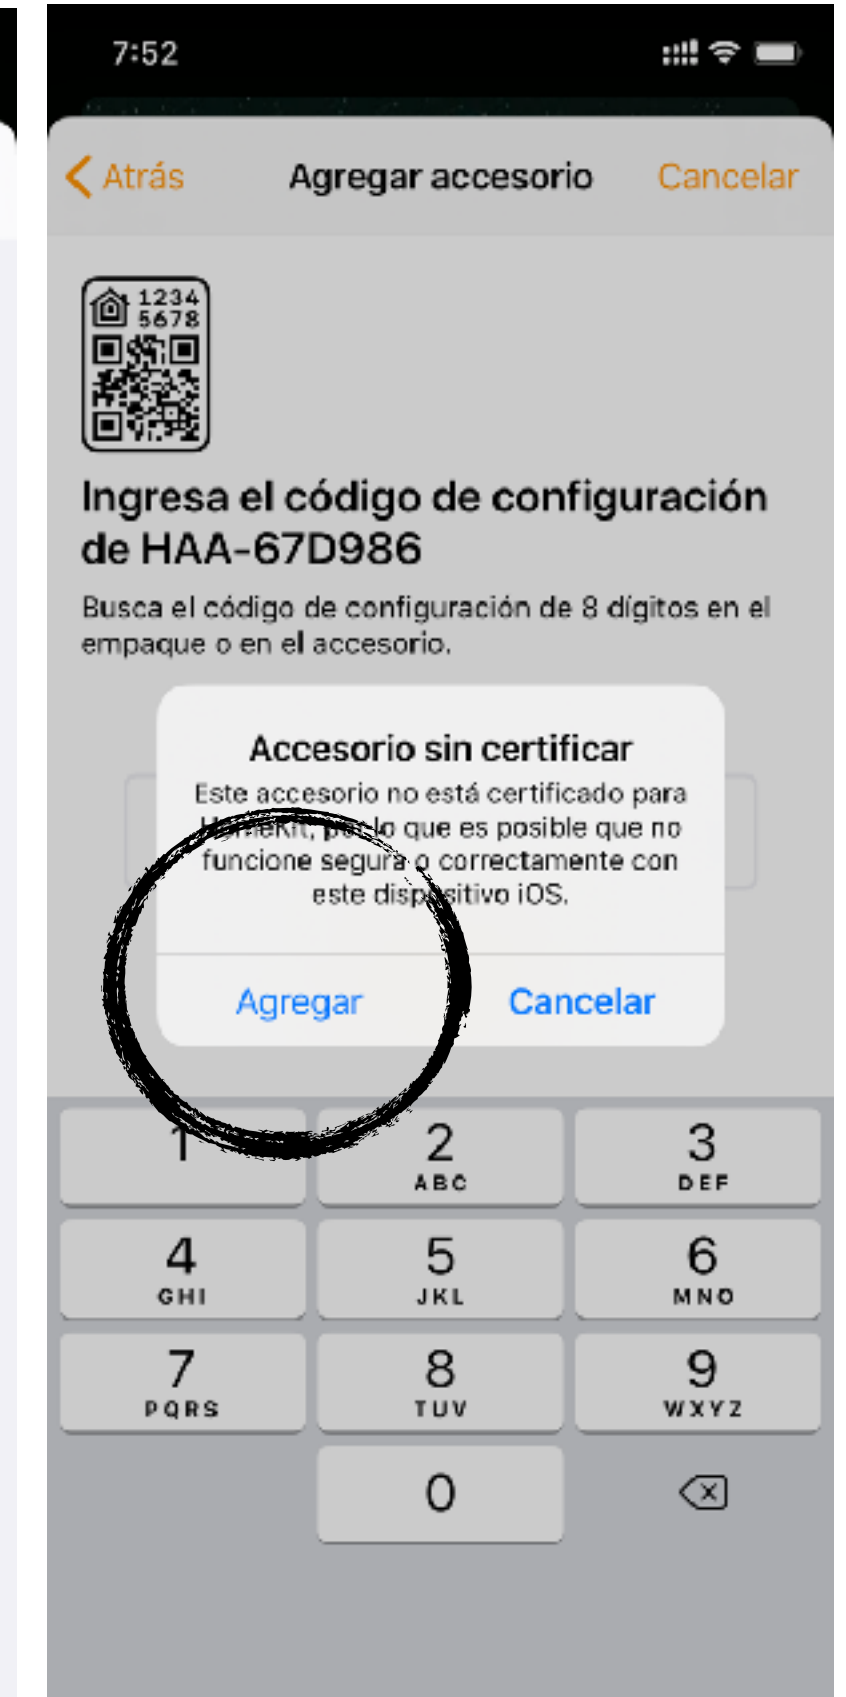 7:52
Atrás
Agregar accesorio
Cancelar
1234
5678
Ingresa el código de configuración
de HAA-67D986
Busca el código de configuración de 8 dígitos en el
empaque o en el accesorio.
Accesorio sin certificar
Este accesorio no está certificado para
HomeKit, por lo que es posible que no
funcione segura o correctamente con
este dispositivo iOS.
Agregar
Cancelar
1
2
ABC
3
DEF
4
GHI
5
JKL
6
MNO
7
PQRS
8
TUV
9
WXYZ
0